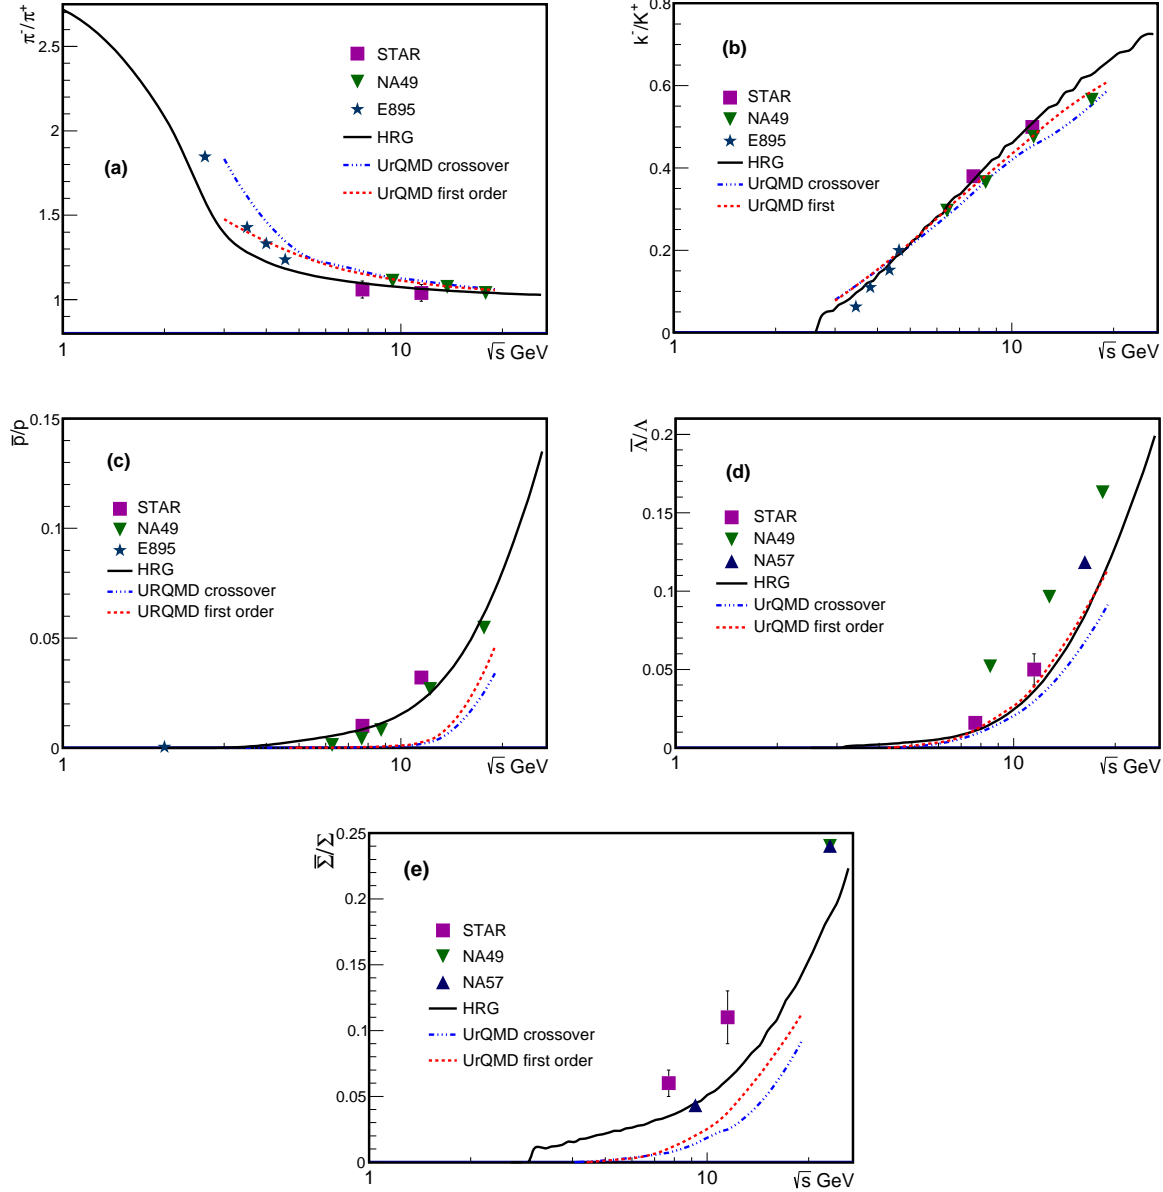 π⁻/π⁺
2.5
2
1.5
1
(a)
STAR
NA49
E895
HRG
UrQMD crossover
UrQMD first order
1
10
√s GeV
k⁻/K⁺
0.8
0.6
0.4
0.2
0
(b)
STAR
NA49
E895
HRG
UrQMD crossover
UrQMD first
1
10
√s GeV
p̅/p
0.15
0.1
0.05
0
(c)
STAR
NA49
E895
HRG
URQMD crossover
URQMD first order
1
10
√s GeV
Λ̅/Λ
0.2
0.15
0.1
0.05
0
(d)
STAR
NA49
NA57
HRG
UrQMD crossover
UrQMD first order
1
10
√s GeV
Σ̅/Σ
0.25
0.2
0.15
0.1
0.05
0
(e)
STAR
NA49
NA57
HRG
UrQMD crossover
UrQMD first order
1
10
√s GeV